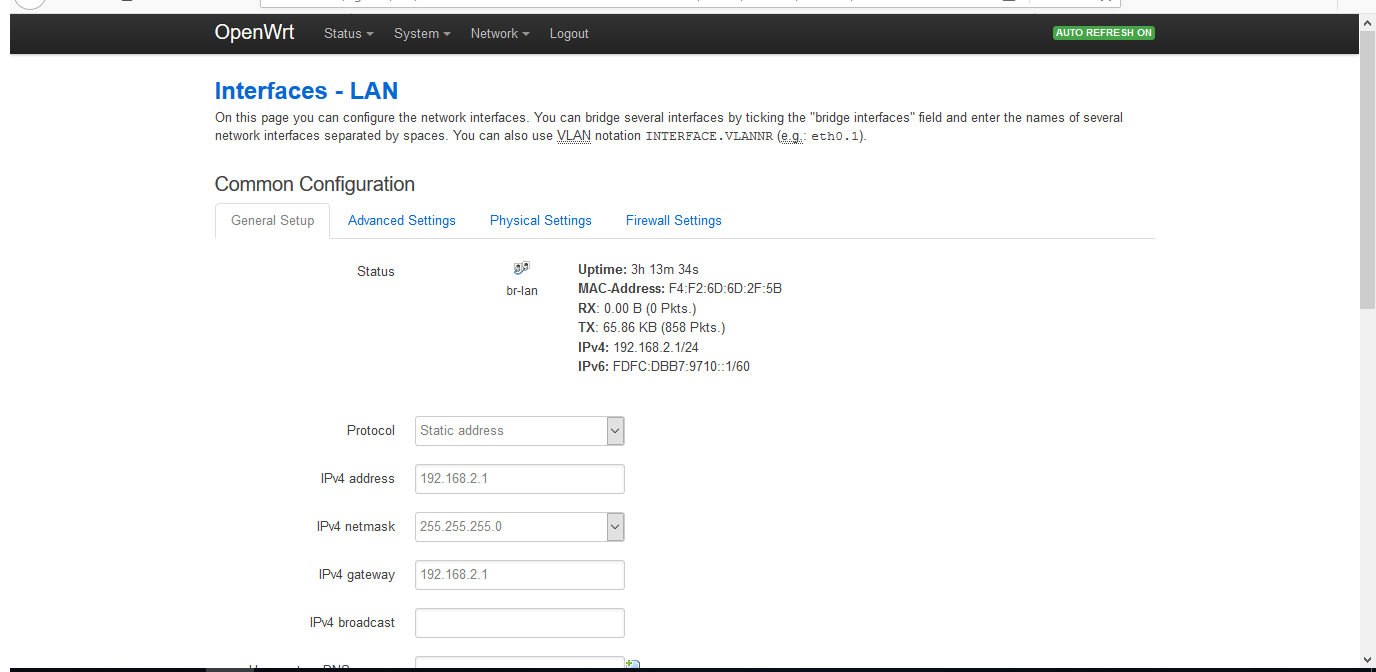 OpenWrt Status System Network Logout AUTO REFRESH ON
Interfaces - LAN
On this page you can configure the network interfaces. You can bridge several interfaces by ticking the "bridge interfaces" field and enter the names of several
network interfaces separated by spaces. You can also use VLAN notation INTERFACE.VLANNR (e.g.: eth0.1).
Common Configuration
General Setup Advanced Settings Physical Settings Firewall Settings
Status
br-lan
Uptime: 3h 13m 34s
MAC-Address: F4:F2:6D:6D:2F:5B
RX: 0.00 B (0 Pkts.)
TX: 65.86 KB (858 Pkts.)
IPv4: 192.168.2.1/24
IPv6: FDFC:DBB7:9710::1/60
Protocol Static address
IPv4 address 192.168.2.1
IPv4 netmask 255.255.255.0
IPv4 gateway 192.168.2.1
IPv4 broadcast